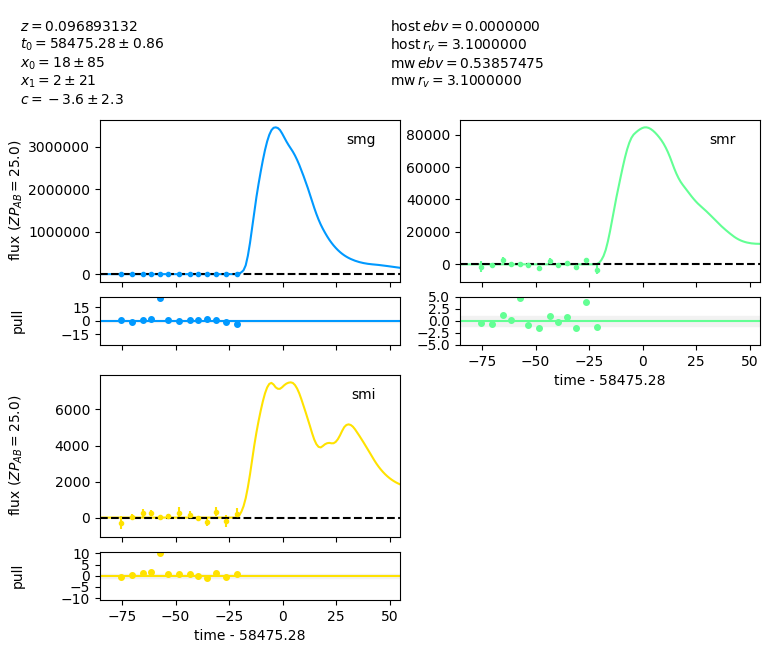 z = 0.096893132
t₀ = 58475.28 ± 0.86
x₀ = 18 ± 85
x₁ = 2 ± 21
c = −3.6 ± 2.3
host ebv = 0.0000000
host r_v = 3.1000000
mw ebv = 0.53857475
mw r_v = 3.1000000
smg
flux (ZP_AB = 25.0)
3000000
2000000
1000000
0
smr
80000
60000
40000
20000
0
pull
15
0
−15
5.0
2.5
0.0
−2.5
−5.0
−75 −50 −25 0 25 50
time - 58475.28
smi
flux (ZP_AB = 25.0)
6000
4000
2000
0
pull
10
5
0
−5
−10
−75 −50 −25 0 25 50
time - 58475.28